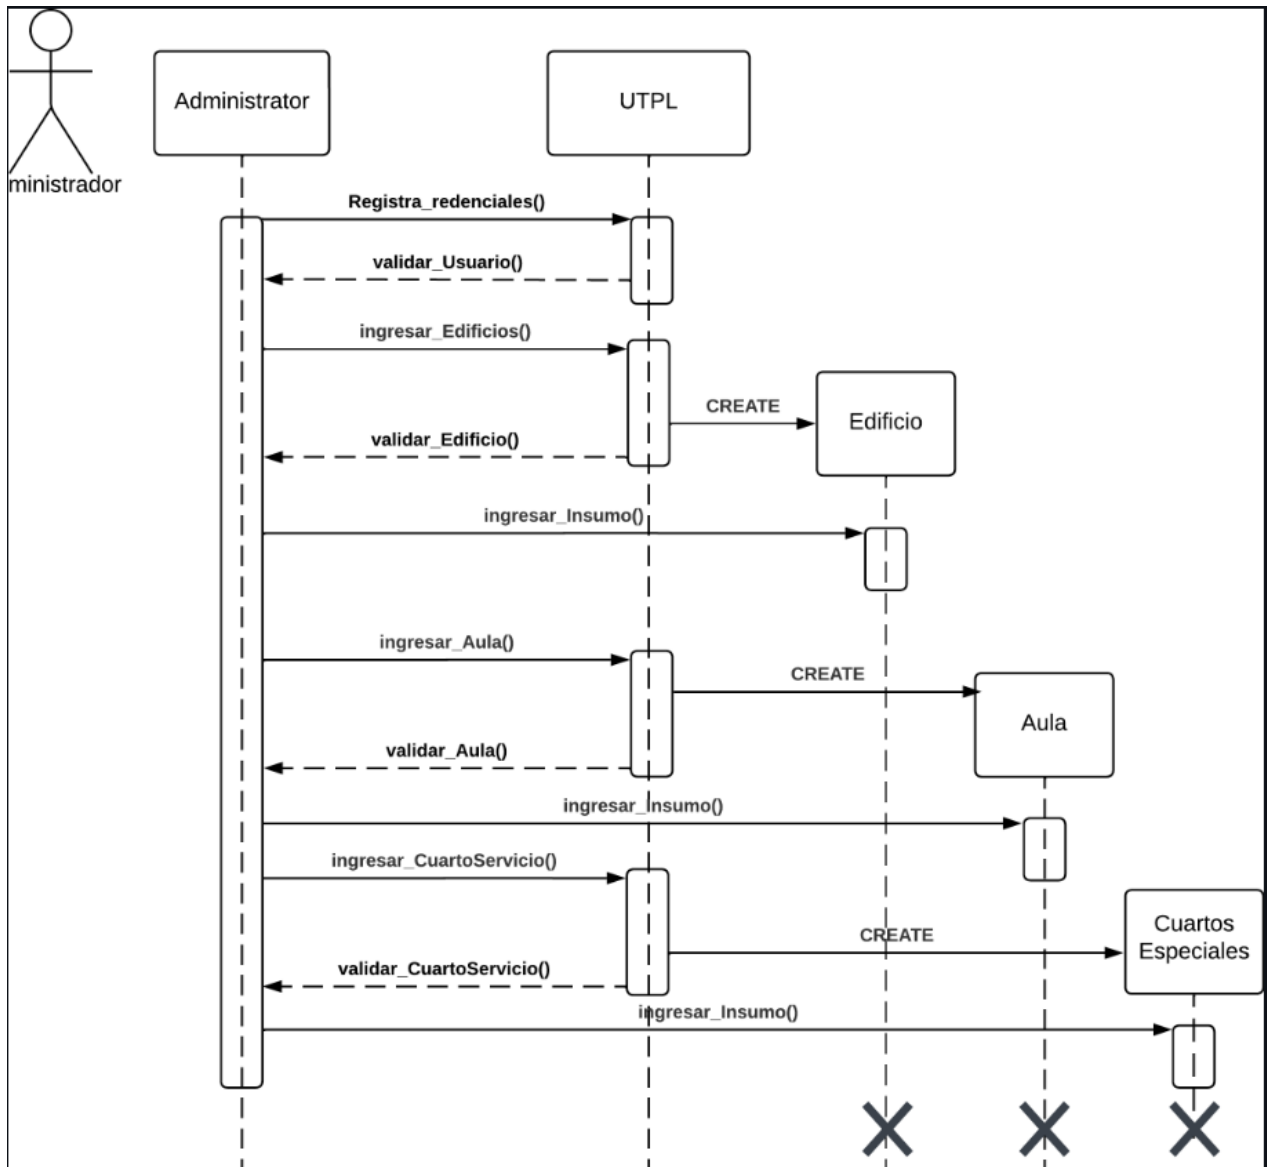 Administrator
UTPL
ministrador
Registra_redenciales()
validar_Usuario()
ingresar_Edificios()
CREATE
Edificio
validar_Edificio()
ingresar_Insumo()
ingresar_Aula()
CREATE
Aula
validar_Aula()
ingresar_Insumo()
ingresar_CuartoServicio()
Cuartos
Especiales
CREATE
validar_CuartoServicio()
ingresar_Insumo()